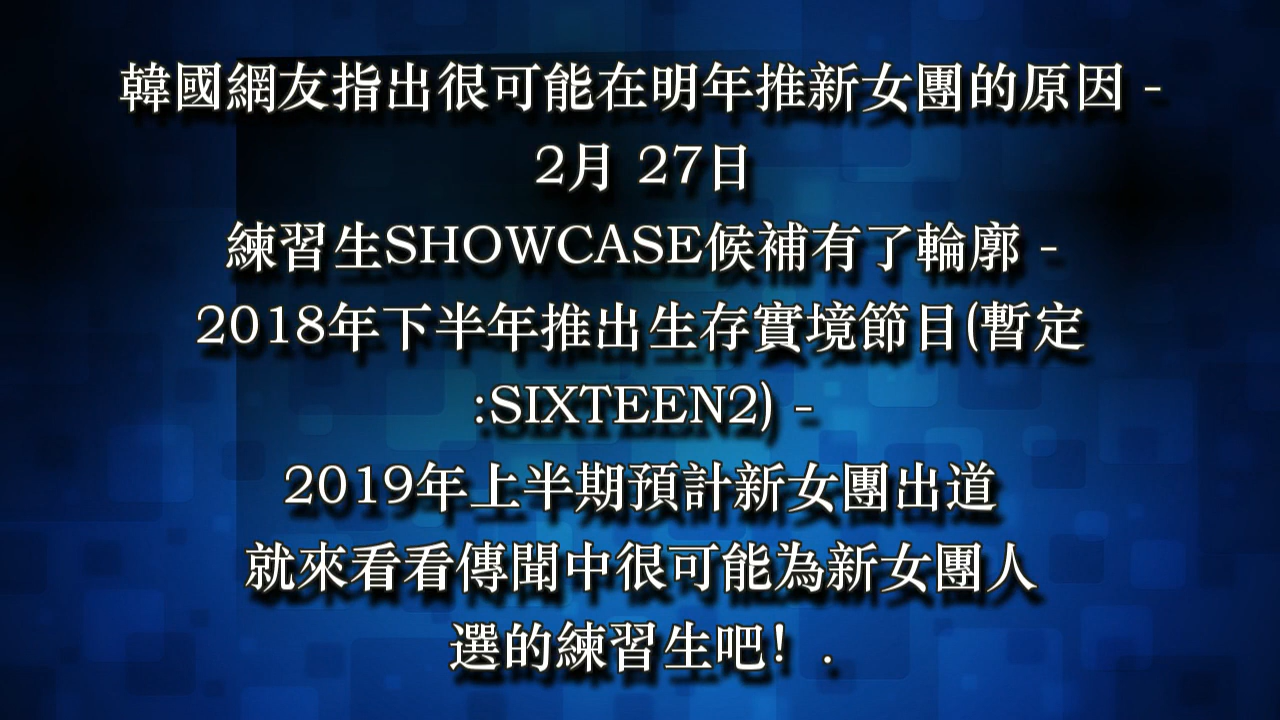 韓國網友指出很可能在明年推新女團的原因 -
2月 27日
練習生SHOWCASE候補有了輪廓 -
2018年下半年推出生存實境節目(暫定
:SIXTEEN2) -
2019年上半期預計新女團出道
就來看看傳聞中很可能為新女團人
選的練習生吧！.